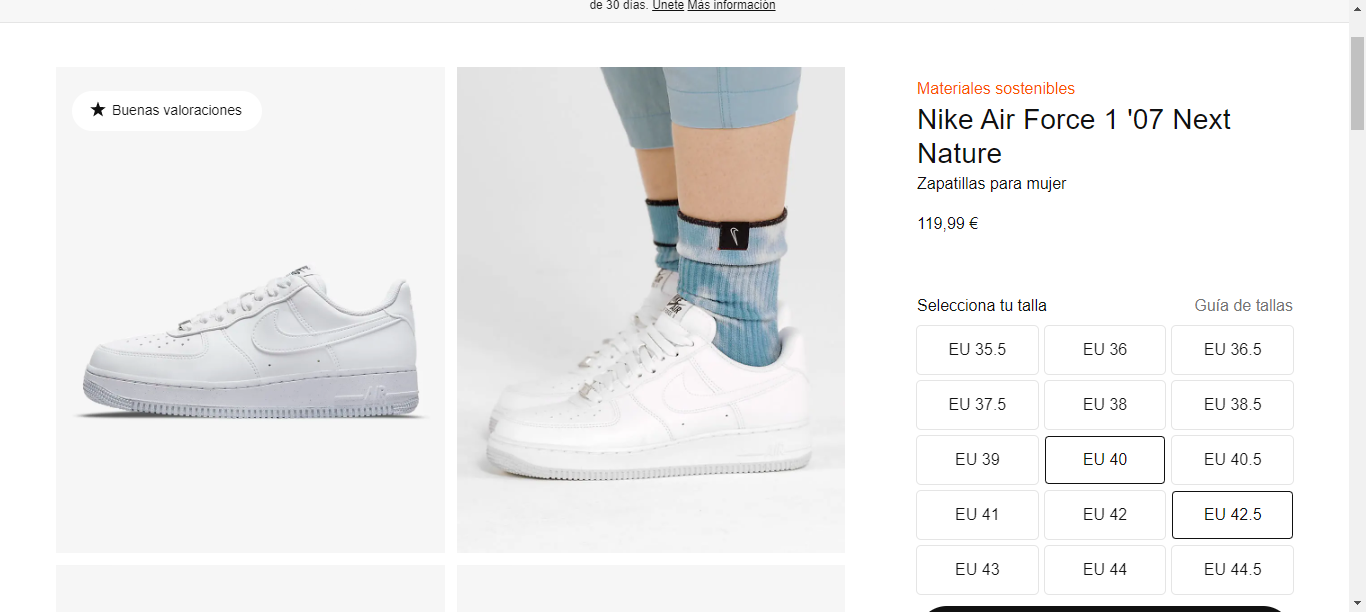 de 30 días. Únete Más información
Buenas valoraciones
Materiales sostenibles
Nike Air Force 1 '07 Next
Nature
Zapatillas para mujer
119,99 €
Selecciona tu talla
Guía de tallas
EU 35.5
EU 36
EU 36.5
EU 37.5
EU 38
EU 38.5
EU 39
EU 40
EU 40.5
EU 41
EU 42
EU 42.5
EU 43
EU 44
EU 44.5